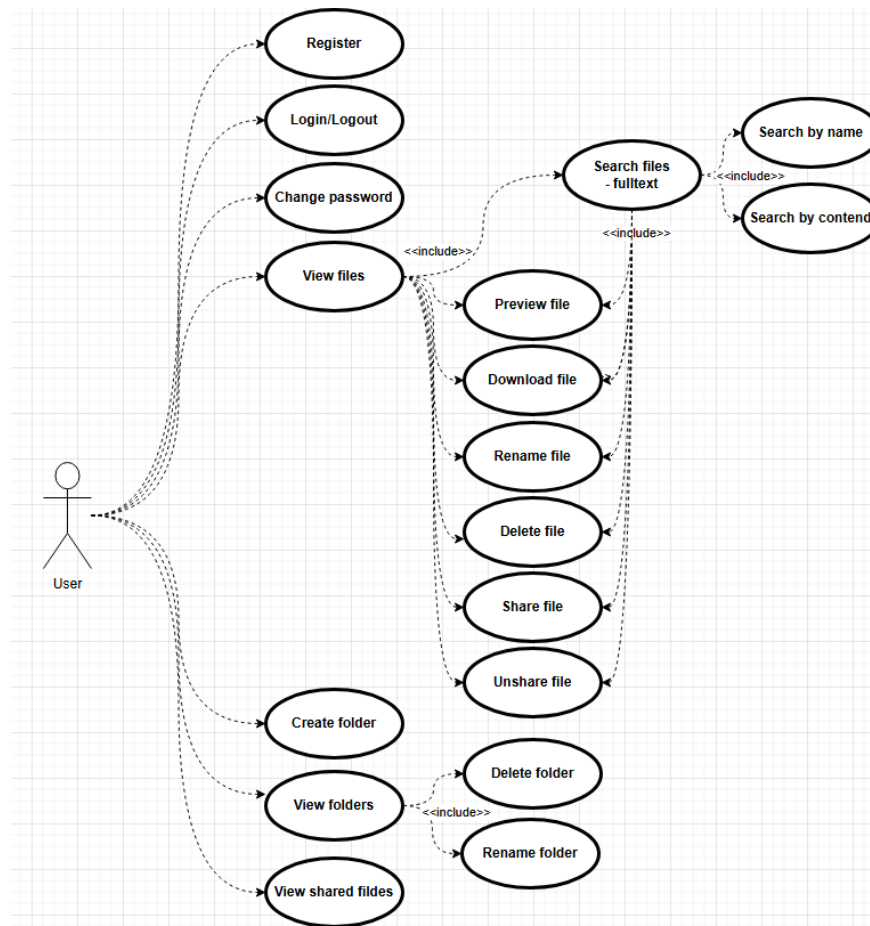 Register
Login/Logout
Change password
View files
<<include>>
Search files
- fulltext
<<include>>
Search by name
<<include>>
Search by contend
Preview file
Download file
Rename file
Delete file
Share file
Unshare file
User
Create folder
View folders
<<include>>
Delete folder
Rename folder
View shared fildes